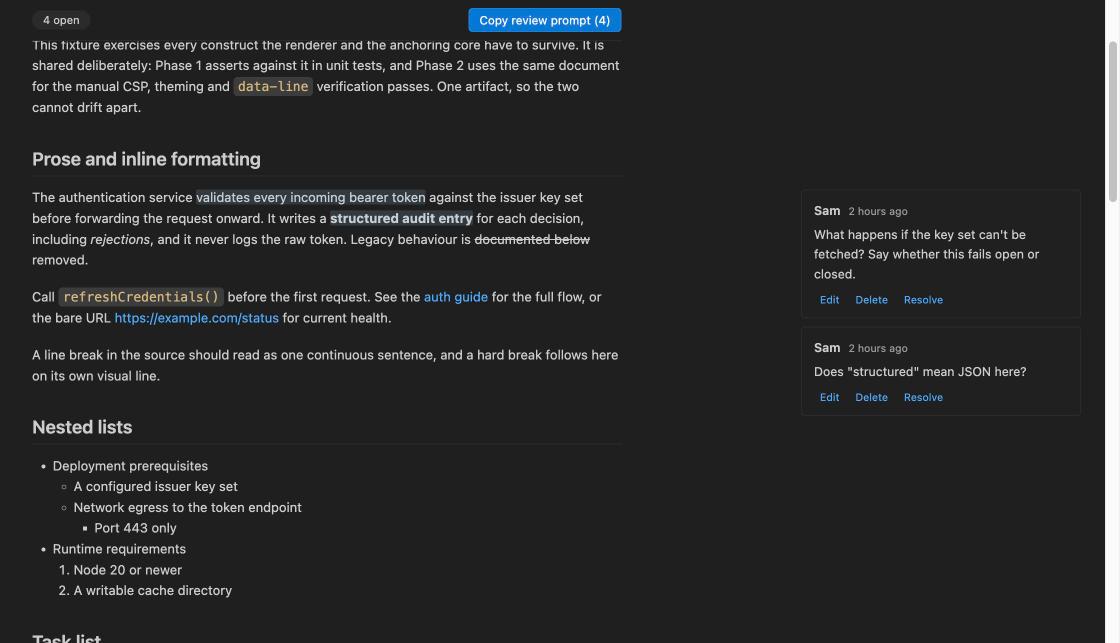 4 open
Copy review prompt (4)
This fixture exercises every construct the renderer and the anchoring core have to survive. It is
shared deliberately: Phase 1 asserts against it in unit tests, and Phase 2 uses the same document
for the manual CSP, theming and data-line verification passes. One artifact, so the two
cannot drift apart.
Prose and inline formatting
The authentication service validates every incoming bearer token against the issuer key set
before forwarding the request onward. It writes a structured audit entry for each decision,
including rejections, and it never logs the raw token. Legacy behaviour is documented below
removed.
Call refreshCredentials() before the first request. See the auth guide for the full flow, or
the bare URL https://example.com/status for current health.
A line break in the source should read as one continuous sentence, and a hard break follows here
on its own visual line.
Nested lists
• Deployment prerequisites
◦ A configured issuer key set
◦ Network egress to the token endpoint
▪ Port 443 only
• Runtime requirements
1. Node 20 or newer
2. A writable cache directory
Task list
Sam 2 hours ago
What happens if the key set can't be
fetched? Say whether this fails open or
closed.
Edit Delete Resolve
Sam 2 hours ago
Does "structured" mean JSON here?
Edit Delete Resolve